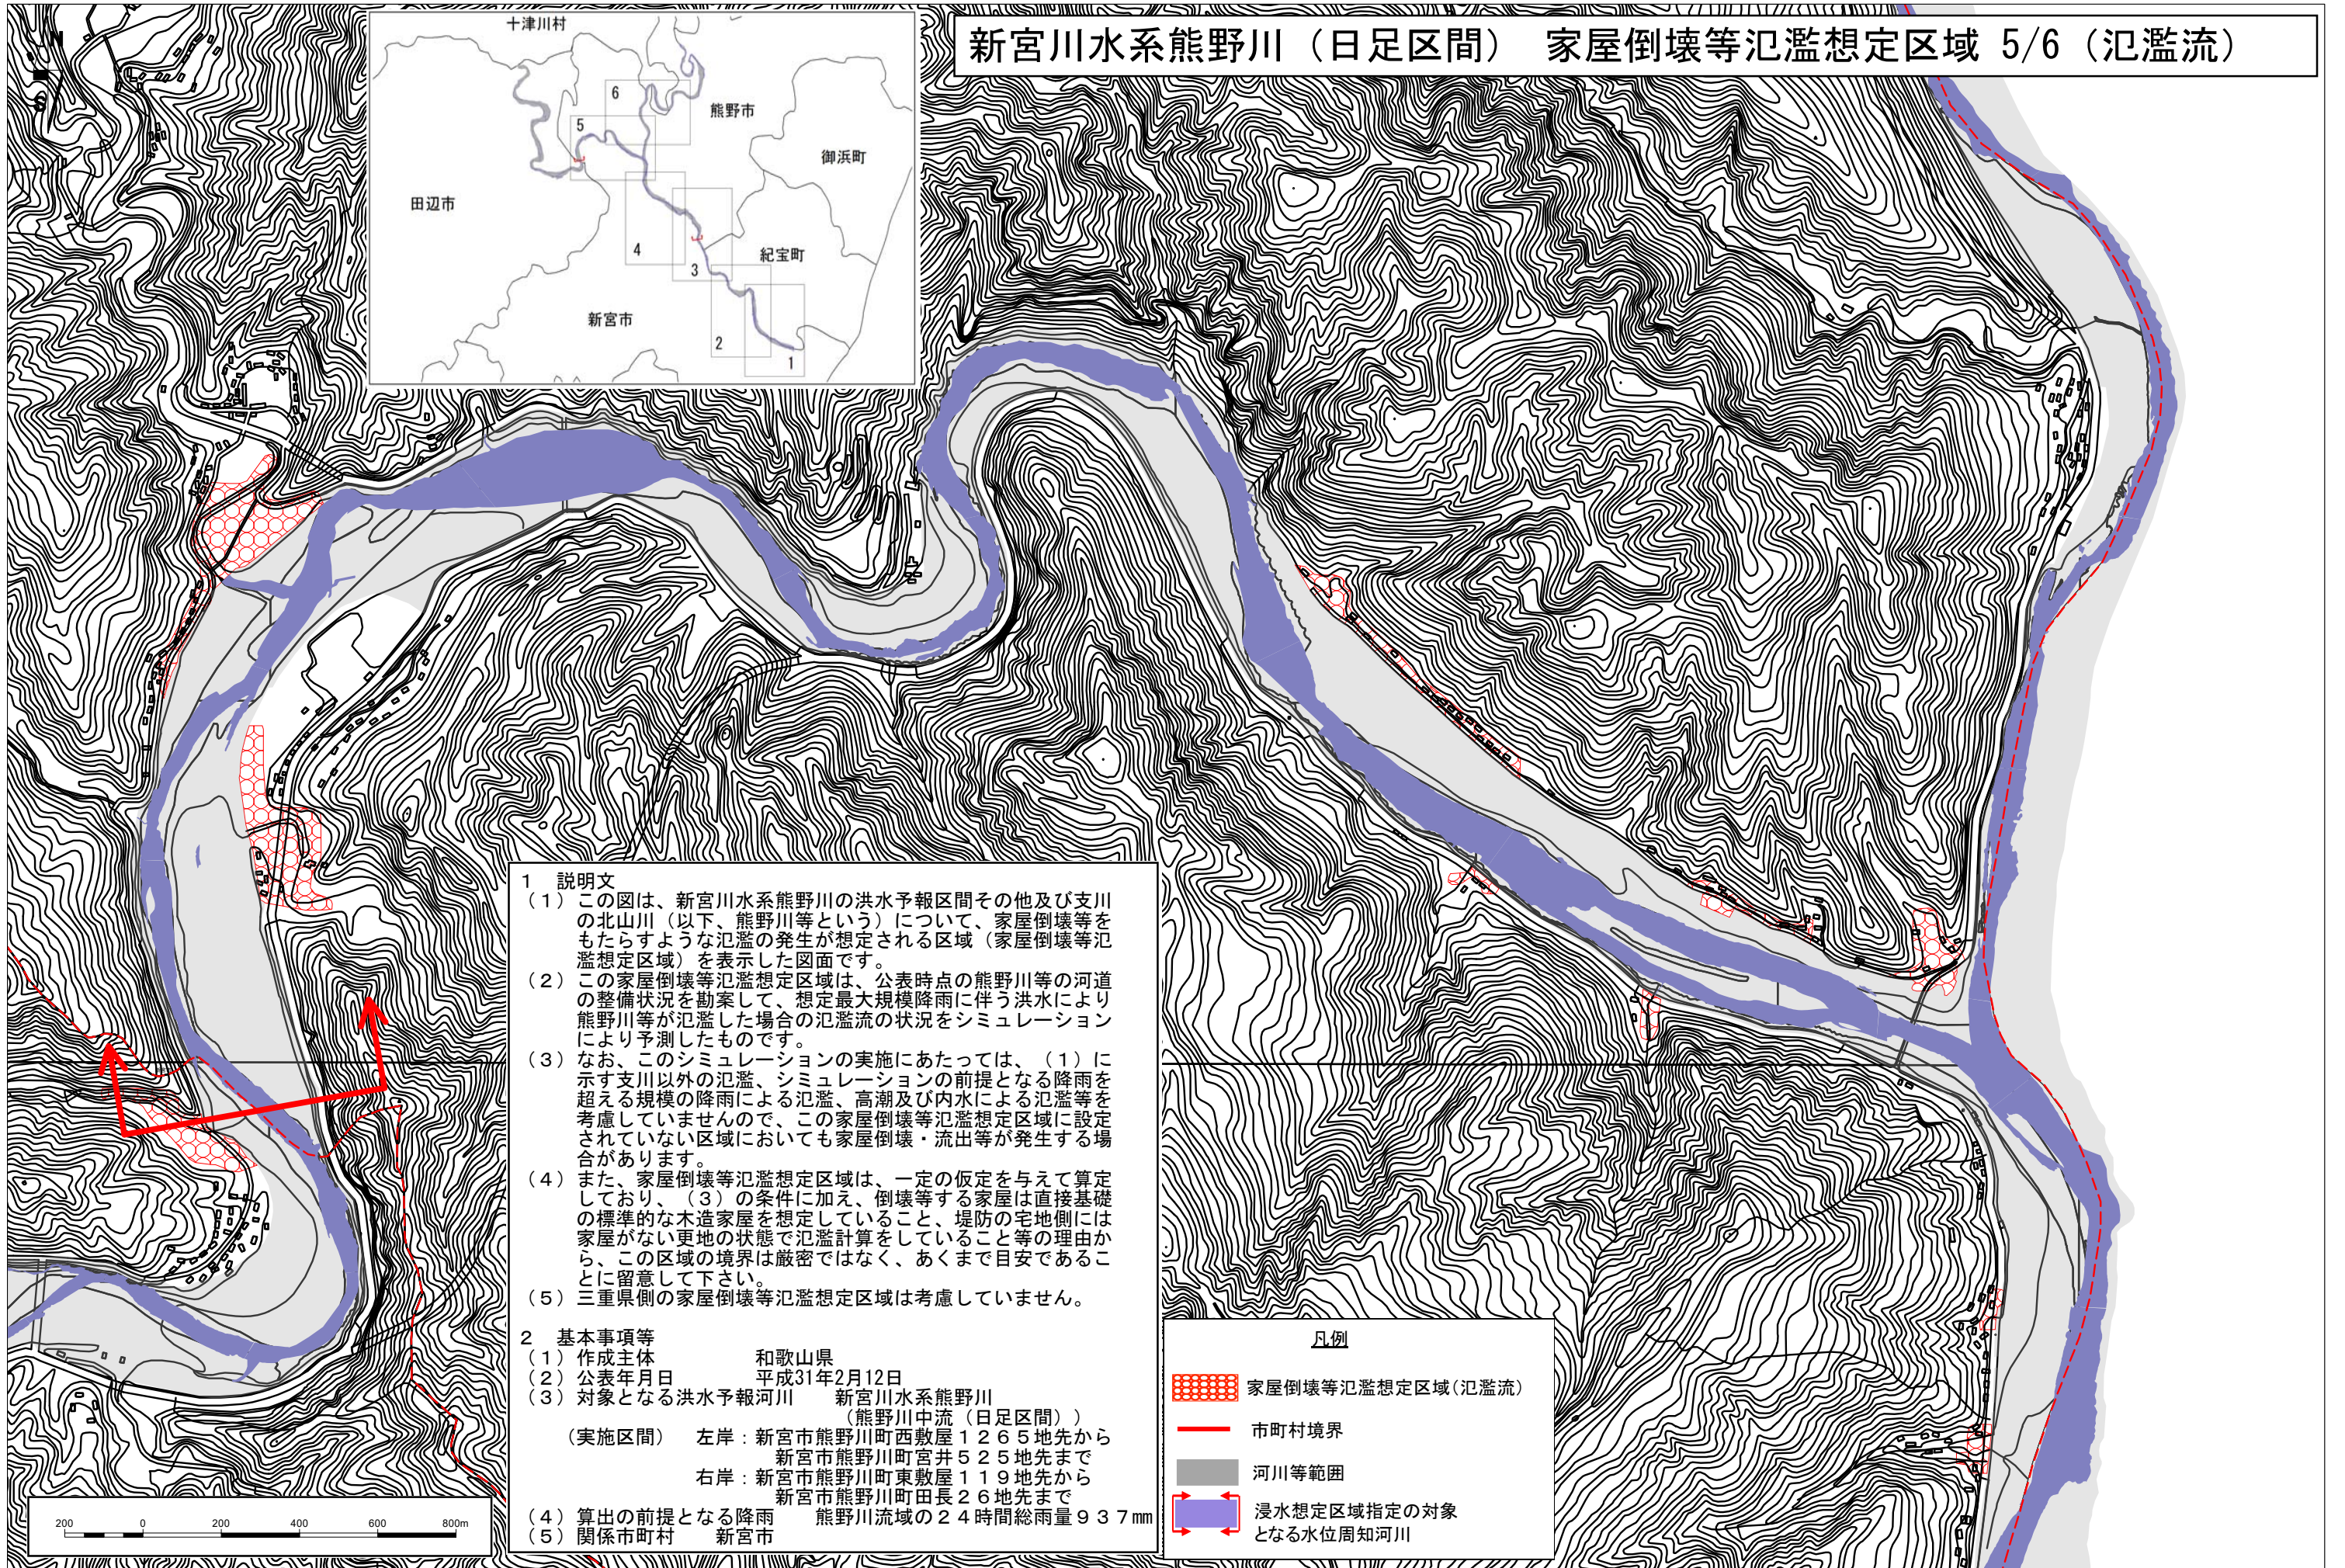 新宮川水系熊野川（日足区間）　家屋倒壊等氾濫想定区域 5/6（氾濫流）
N
S
十津川村
6
熊野市
5
御浜町
田辺市
4
紀宝町
3
新宮市
2
1
1　説明文
（1）この図は、新宮川水系熊野川の洪水予報区間その他及び支川
の北山川（以下、熊野川等という）について、家屋倒壊等を
もたらすような氾濫の発生が想定される区域（家屋倒壊等氾
濫想定区域）を表示した図面です。
（2）この家屋倒壊等氾濫想定区域は、公表時点の熊野川等の河道
の整備状況を勘案して、想定最大規模降雨に伴う洪水により
熊野川等が氾濫した場合の氾濫流の状況をシミュレーション
により予測したものです。
（3）なお、このシミュレーションの実施にあたっては、（1）に
示す支川以外の氾濫、シミュレーションの前提となる降雨を
超える規模の降雨による氾濫、高潮及び内水による氾濫等を
考慮していませんので、この家屋倒壊等氾濫想定区域に設定
されていない区域においても家屋倒壊・流出等が発生する場
合があります。
（4）また、家屋倒壊等氾濫想定区域は、一定の仮定を与えて算定
しており、（3）の条件に加え、倒壊等する家屋は直接基礎
の標準的な木造家屋を想定していること、堤防の宅地側には
家屋がない更地の状態で氾濫計算をしていること等の理由か
ら、この区域の境界は厳密ではなく、あくまで目安であるこ
とに留意して下さい。
（5）三重県側の家屋倒壊等氾濫想定区域は考慮していません。
2　基本事項等
（1）作成主体　　　　　和歌山県
（2）公表年月日　　　　平成31年2月12日
（3）対象となる洪水予報河川　　新宮川水系熊野川
（熊野川中流（日足区間））
（実施区間）　左岸：新宮市熊野川町西敷屋１２６５地先から
新宮市熊野川町宮井５２５地先まで
右岸：新宮市熊野川町東敷屋１１９地先から
新宮市熊野川町田長２６地先まで
（4）算出の前提となる降雨　　熊野川流域の２４時間総雨量９３７㎜
（5）関係市町村　　新宮市
凡例
家屋倒壊等氾濫想定区域(氾濫流)
市町村境界
河川等範囲
浸水想定区域指定の対象
となる水位周知河川
200 0 200 400 600 800m